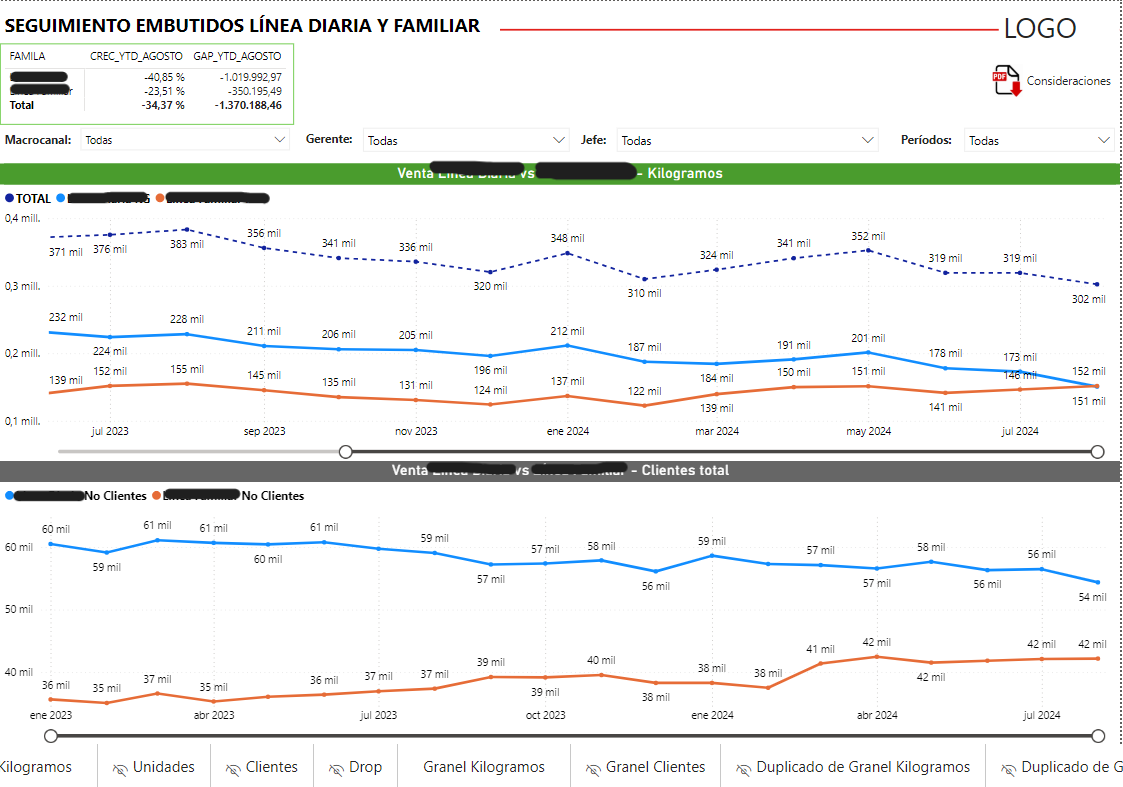 SEGUIMIENTO EMBUTIDOS LÍNEA DIARIA Y FAMILIAR
LOGO
FAMILA CREC_YTD_AGOSTO GAP_YTD_AGOSTO
-40,85 % -1.019.992,97
-23,51 % -350.195,49
Total -34,37 % -1.370.188,46
PDF
Consideraciones
Macrocanal: Todas
Gerente: Todas
Jefe: Todas
Períodos: Todas
Venta vs - Kilogramos
TOTAL
0,4 mill.
0,3 mill.
0,2 mill.
0,1 mill.
371 mil 376 mil 383 mil 356 mil 341 mil 336 mil 320 mil 348 mil 310 mil 324 mil 341 mil 352 mil 319 mil 319 mil 302 mil
232 mil 224 mil 228 mil 211 mil 206 mil 205 mil 196 mil 212 mil 187 mil 184 mil 191 mil 201 mil 178 mil 173 mil 152 mil
139 mil 152 mil 155 mil 145 mil 135 mil 131 mil 124 mil 137 mil 122 mil 139 mil 150 mil 151 mil 141 mil 146 mil 151 mil
jul 2023 sep 2023 nov 2023 ene 2024 mar 2024 may 2024 jul 2024
Venta vs - Clientes total
No Clientes No Clientes
60 mil
50 mil
40 mil
60 mil 59 mil 61 mil 61 mil 60 mil 61 mil 59 mil 57 mil 57 mil 58 mil 56 mil 59 mil 57 mil 57 mil 58 mil 56 mil 56 mil 54 mil
36 mil 35 mil 37 mil 35 mil 36 mil 37 mil 37 mil 39 mil 39 mil 40 mil 38 mil 38 mil 38 mil 41 mil 42 mil 42 mil 42 mil 42 mil
ene 2023 abr 2023 jul 2023 oct 2023 ene 2024 abr 2024 jul 2024
Kilogramos Unidades Clientes Drop Granel Kilogramos Granel Clientes Duplicado de Granel Kilogramos Duplicado de G